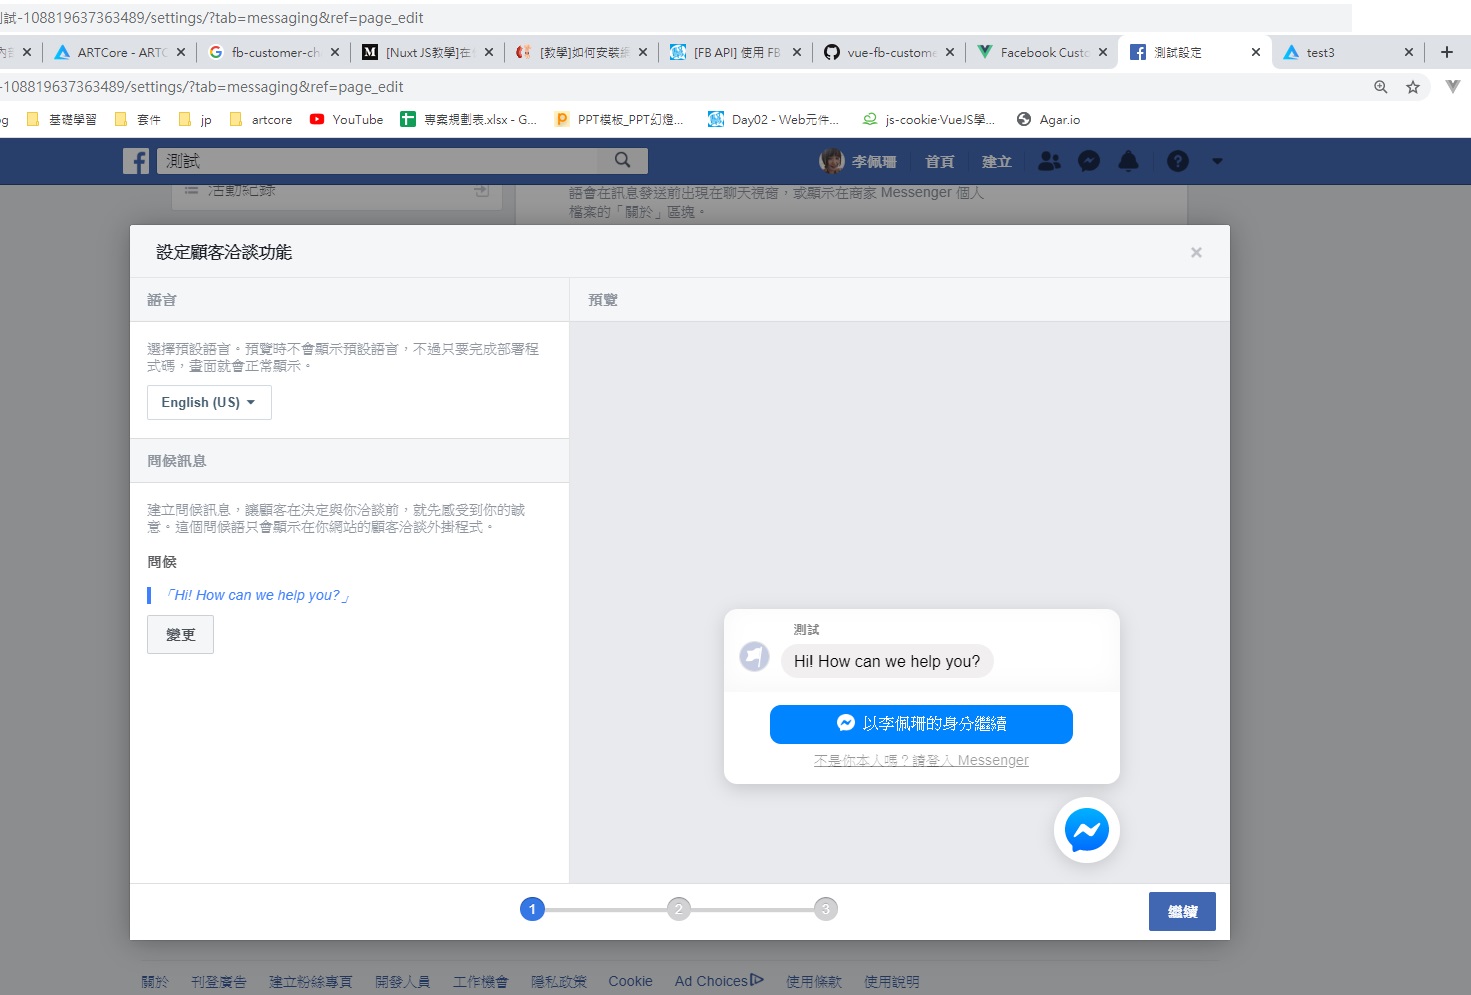 測試-108819637363489/settings/?tab=messaging&ref=page_edit
ARTCore - ARTC
fb-customer-ch
[NuxtJS教學]在
[教學]如何安裝
[FB API] 使用 FB
vue-fb-custome
Facebook Custo
測試設定
test3
-108819637363489/settings/?tab=messaging&ref=page_edit
og
基礎學習
套件
jp
artcore
YouTube
專案規劃表.xlsx - G...
PPT模板_PPT幻燈...
Day02 - Web元件...
js-cookie·VueJS學...
Agar.io
測試
李佩珊
首頁
建立
活動紀錄
語會在訊息發送前出現在聊天視窗，或顯示在商家 Messenger 個人
檔案的「關於」區塊。
設定顧客洽談功能
語言
預覽
選擇預設語言。預覽時不會顯示預設語言，不過只要完成部署程
式碼，畫面就會正常顯示。
English (US)
問候訊息
建立問候訊息，讓顧客在決定與你洽談前，就先感受到你的誠
意。這個問候語只會顯示在你網站的顧客洽談外掛程式。
問候
「Hi! How can we help you?」
變更
測試
Hi! How can we help you?
以李佩珊的身分繼續
不是你本人嗎？請登入 Messenger
1
2
3
繼續
關於
刊登廣告
建立粉絲專頁
開發人員
工作機會
隱私政策
Cookie
Ad Choices
使用條款
使用說明